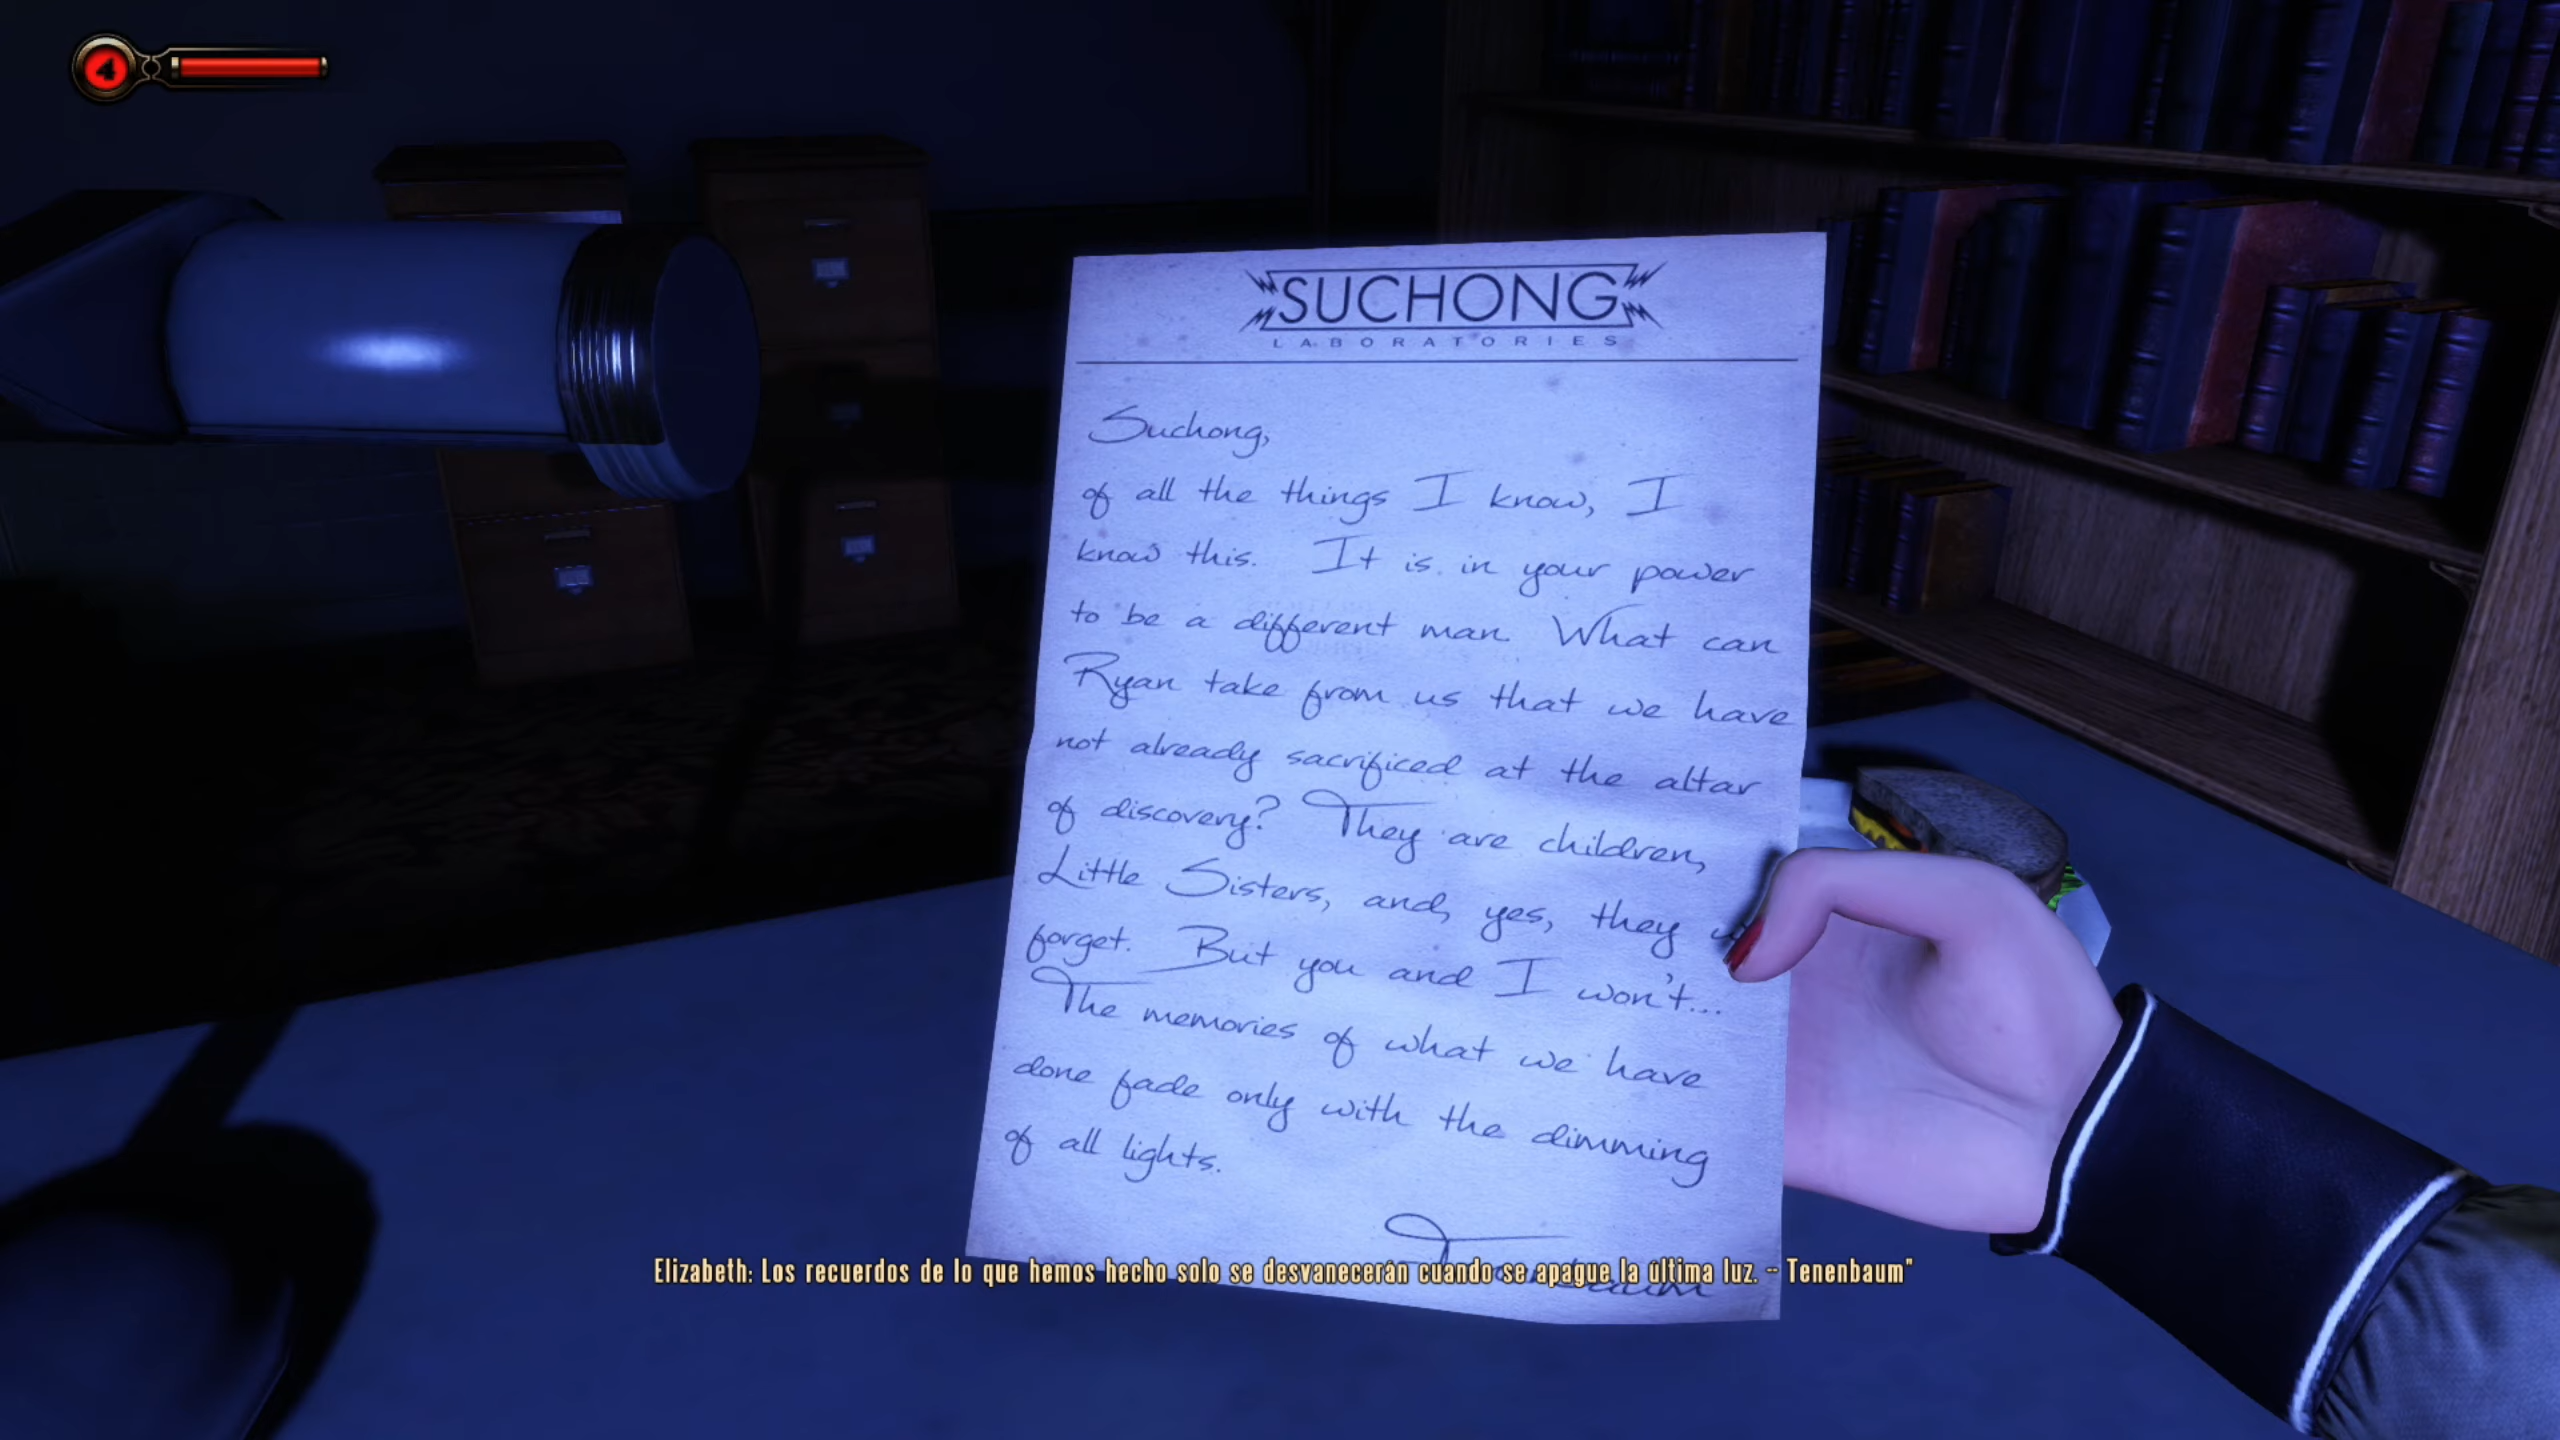 4
SUCHONG
LABORATORIES
Suchong,
of all the things I know, I
know this. It is in your power
to be a different man. What can
Ryan take from us that we have
not already sacrificed at the altar
of discovery? They are children,
Little Sisters, and, yes, they
forget. But you and I won't...
The memories of what we have
done fade only with the dimming
of all lights.
Elizabeth: Los recuerdos de lo que hemos hecho solo se desvanecerán cuando se apague la última luz. - Tenenbaum"